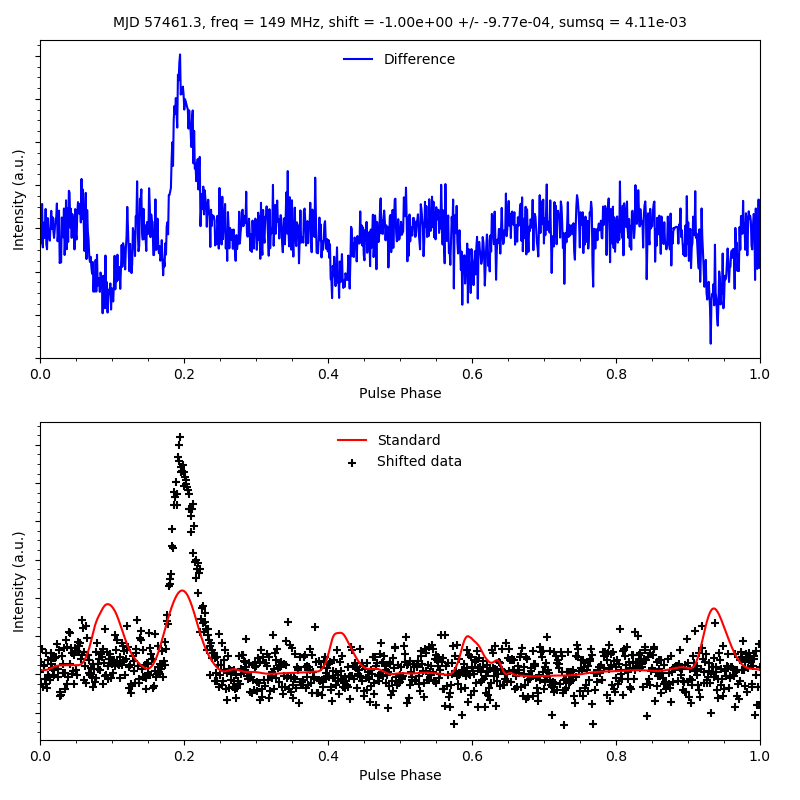 MJD 57461.3, freq = 149 MHz, shift = -1.00e+00 +/- -9.77e-04, sumsq = 4.11e-03
Difference
Intensity (a.u.)
0.0 0.2 0.4 0.6 0.8 1.0
Pulse Phase
Standard
Shifted data
Intensity (a.u.)
0.0 0.2 0.4 0.6 0.8 1.0
Pulse Phase